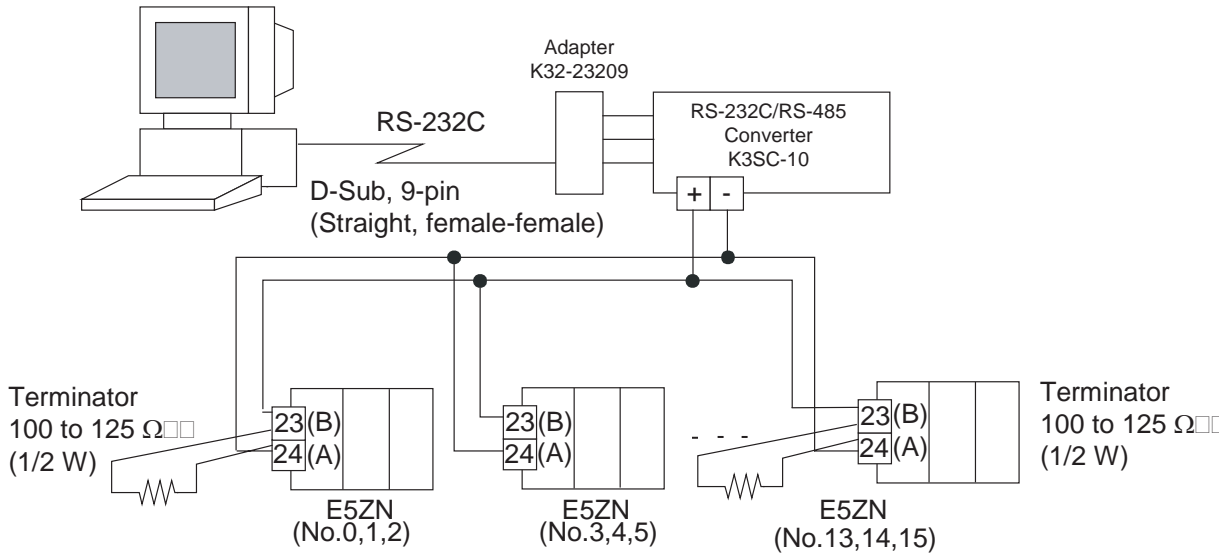 Adapter
K32-23209
RS-232C/RS-485
Converter
K3SC-10
RS-232C
+ -
D-Sub, 9-pin
(Straight, female-female)
Terminator
100 to 125 Ω□□
(1/2 W)
23 (B)
24 (A)
E5ZN
(No.0,1,2)
23 (B)
24 (A)
E5ZN
(No.3,4,5)
- - -
23 (B)
24 (A)
E5ZN
(No.13,14,15)
Terminator
100 to 125 Ω□□
(1/2 W)